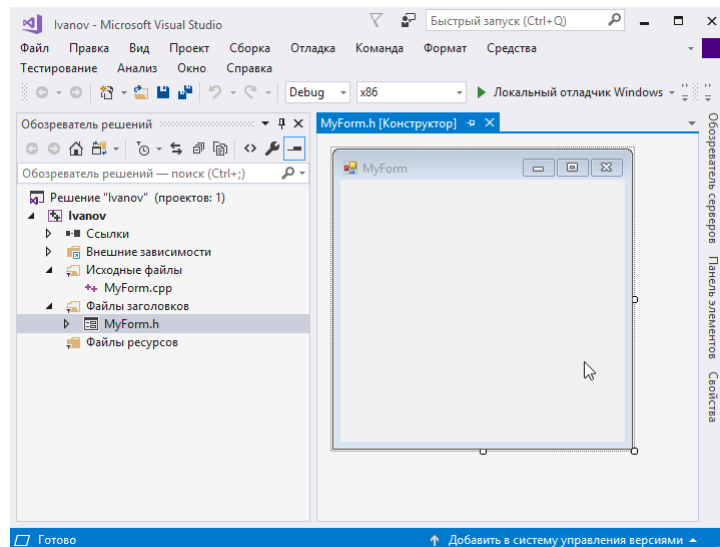 Ivanov - Microsoft Visual Studio
Быстрый запуск (Ctrl+Q)
Файл Правка Вид Проект Сборка Отладка Команда Формат Средства
Тестирование Анализ Окно Справка
Debug x86 Локальный отладчик Windows
Обозреватель решений
MyForm.h [Конструктор]
Обозреватель решений — поиск (Ctrl+;)
Решение "Ivanov" (проектов: 1)
Ivanov
Ссылки
Внешние зависимости
Исходные файлы
MyForm.cpp
Файлы заголовков
MyForm.h
Файлы ресурсов
MyForm
Обозреватель серверов
Панель элементов
Свойства
Готово
Добавить в систему управления версиями